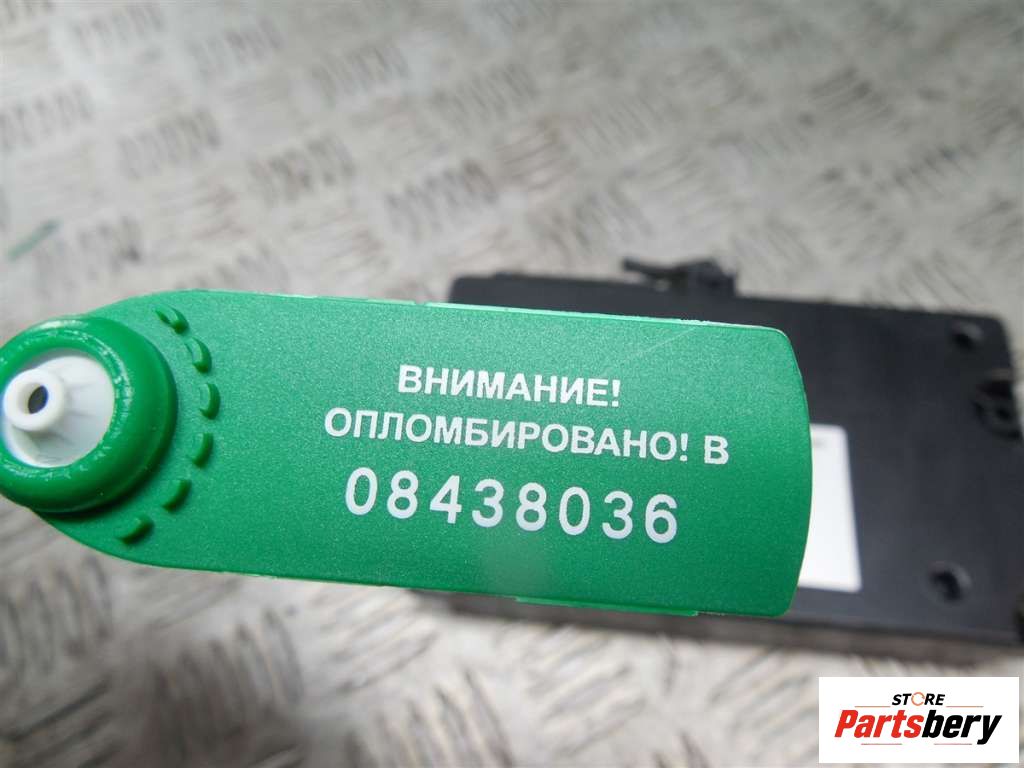 ВНИМАНИЕ!
ОПЛОМБИРОВАНО! В
08438036
STORE
Partsbery